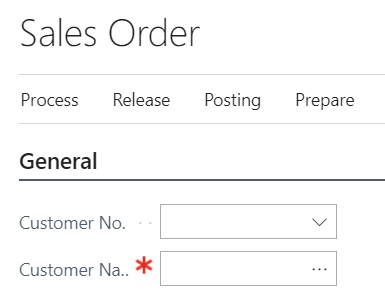 Sales Order
Process Release Posting Prepare
General
Customer No. ··
Customer Na.. *
···